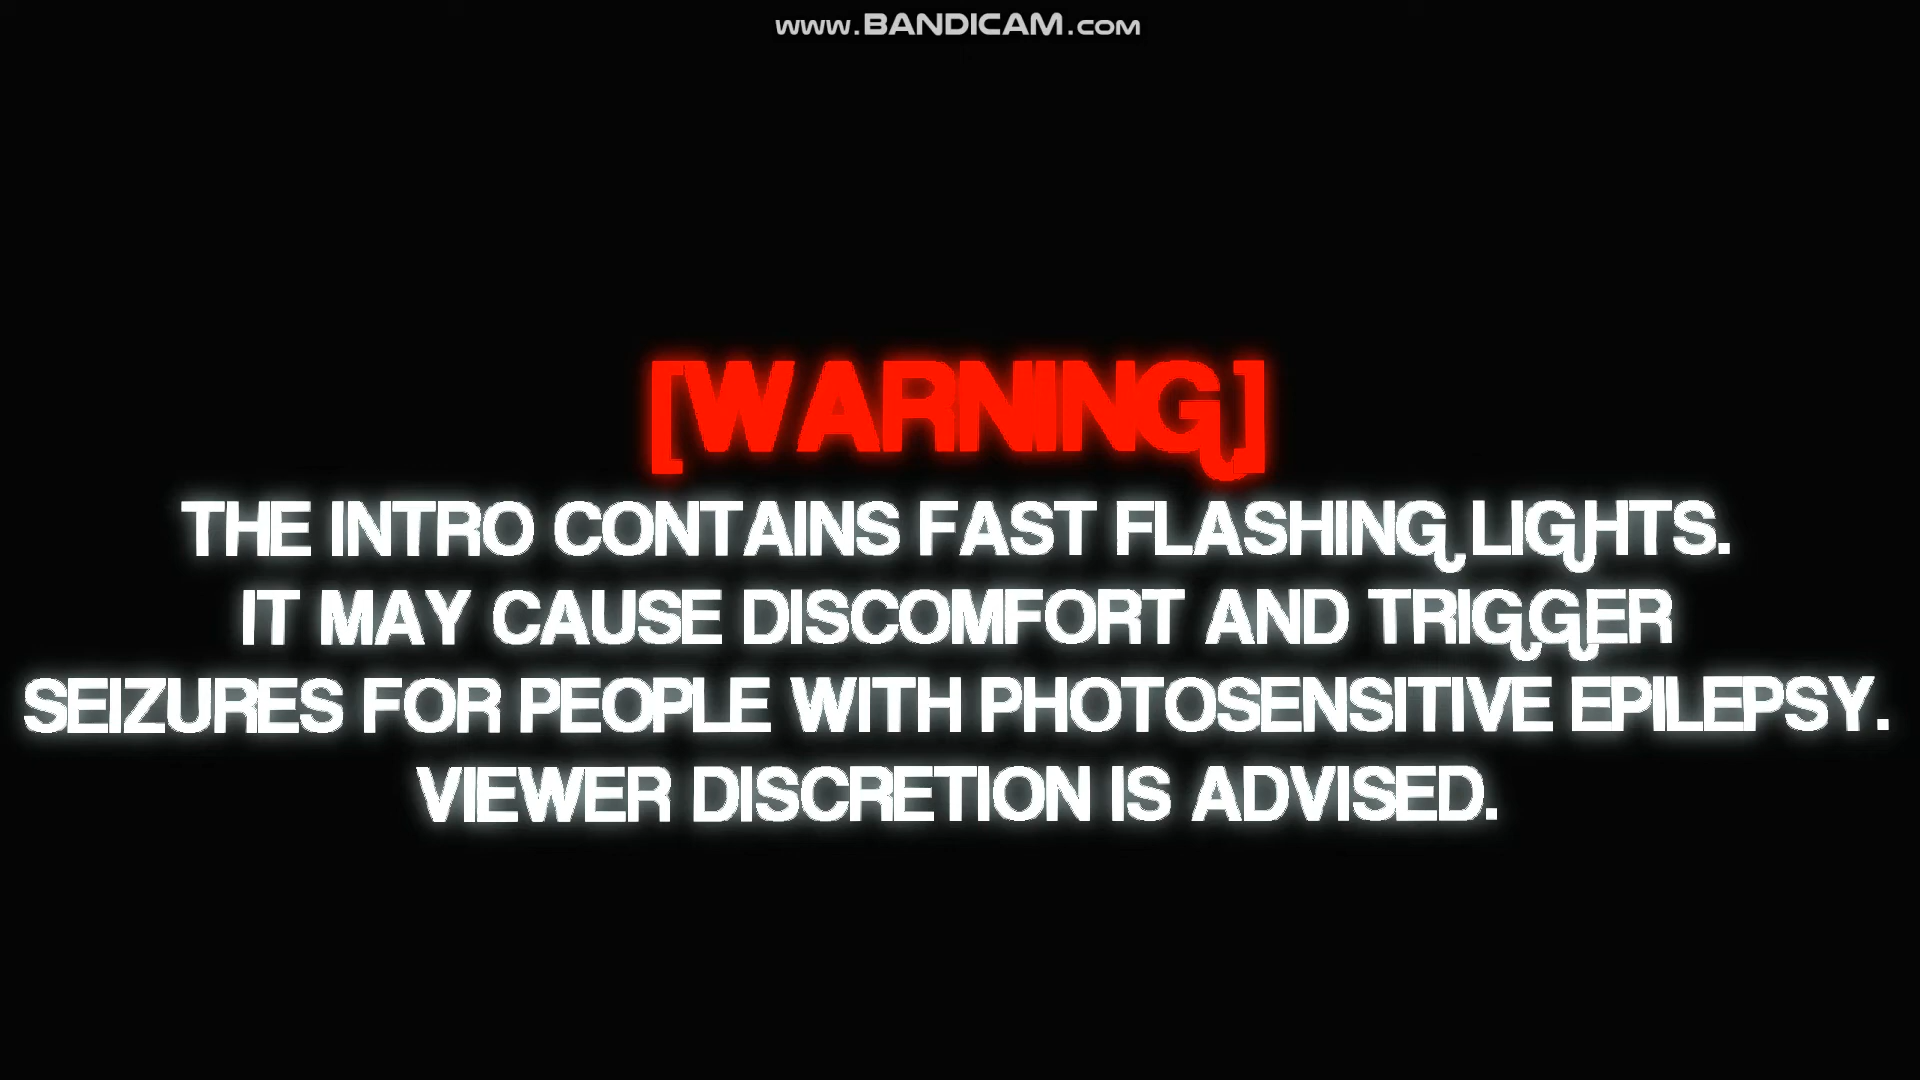 www.BANDICAM.com
[WARNING]
THE INTRO CONTAINS FAST FLASHING LIGHTS.
IT MAY CAUSE DISCOMFORT AND TRIGGER
SEIZURES FOR PEOPLE WITH PHOTOSENSITIVE EPILEPSY.
VIEWER DISCRETION IS ADVISED.